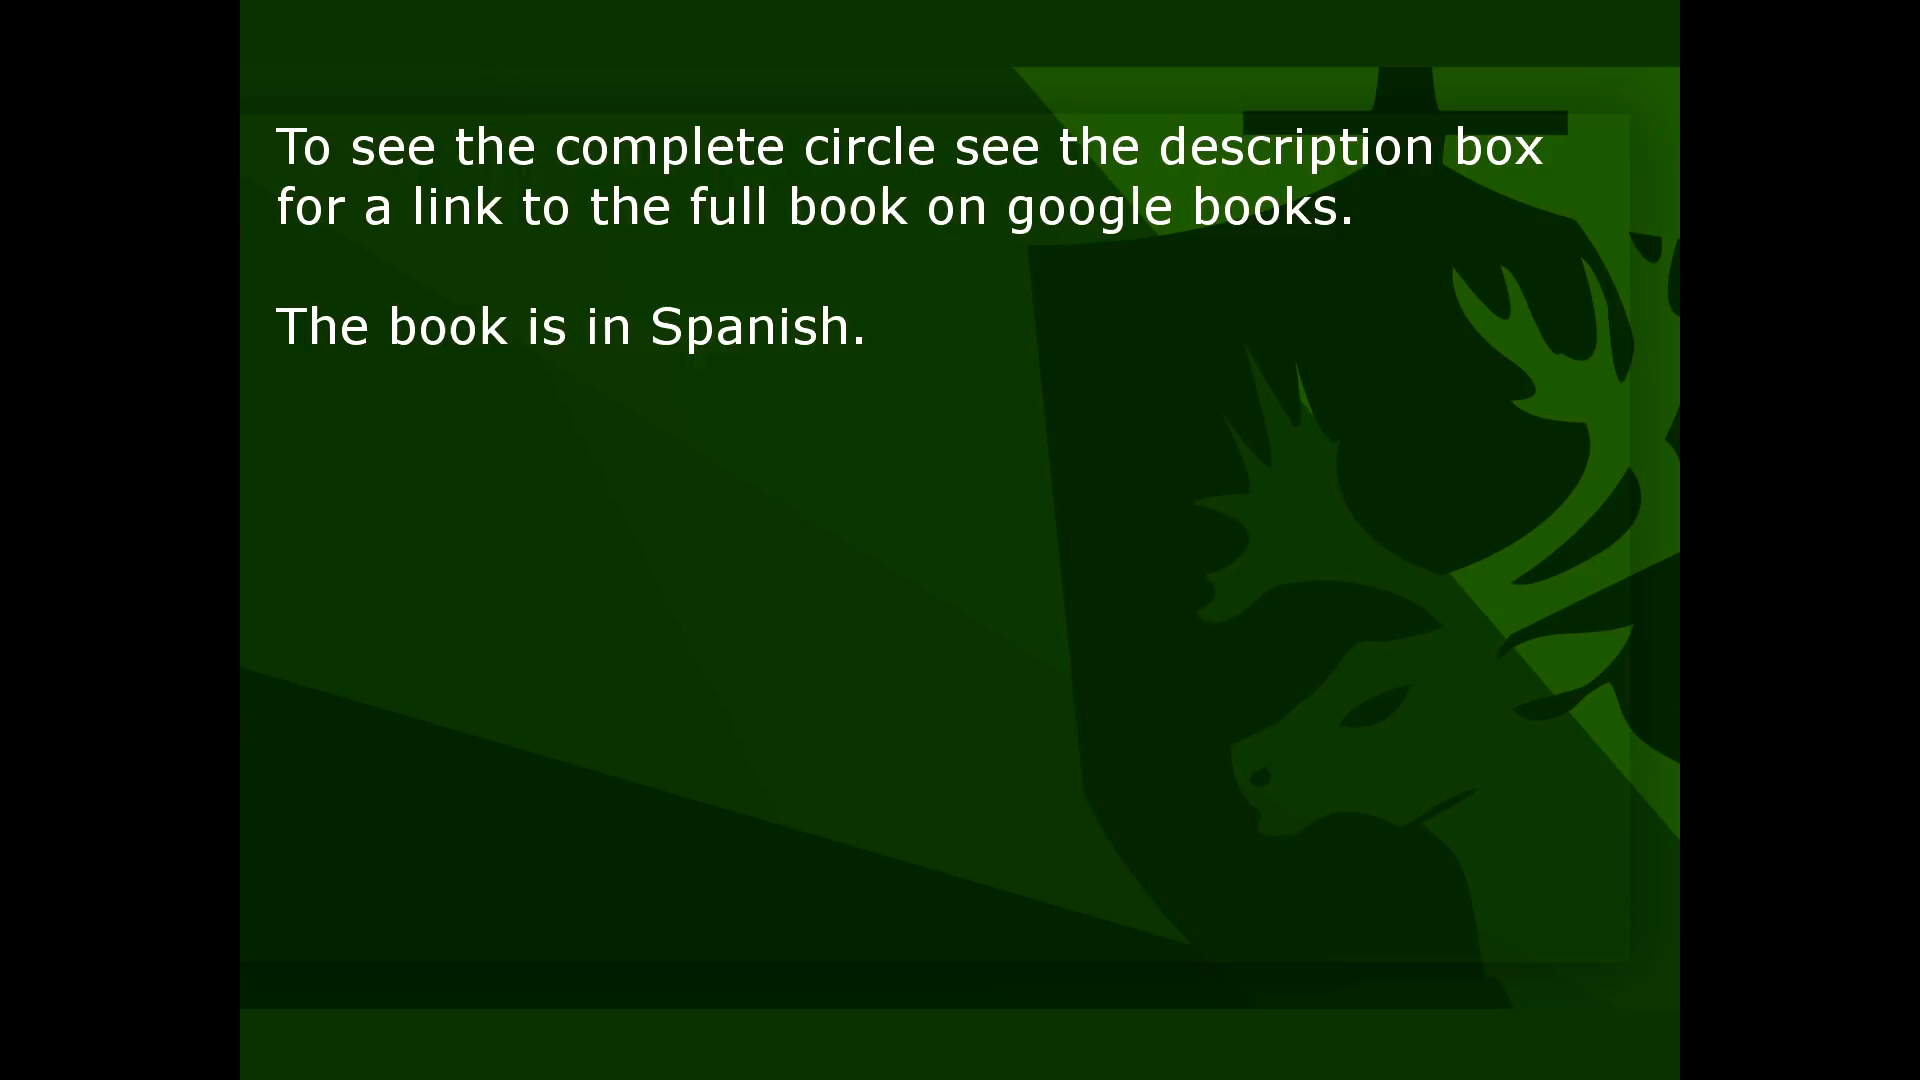 To see the complete circle see the description box
for a link to the full book on google books.
The book is in Spanish.